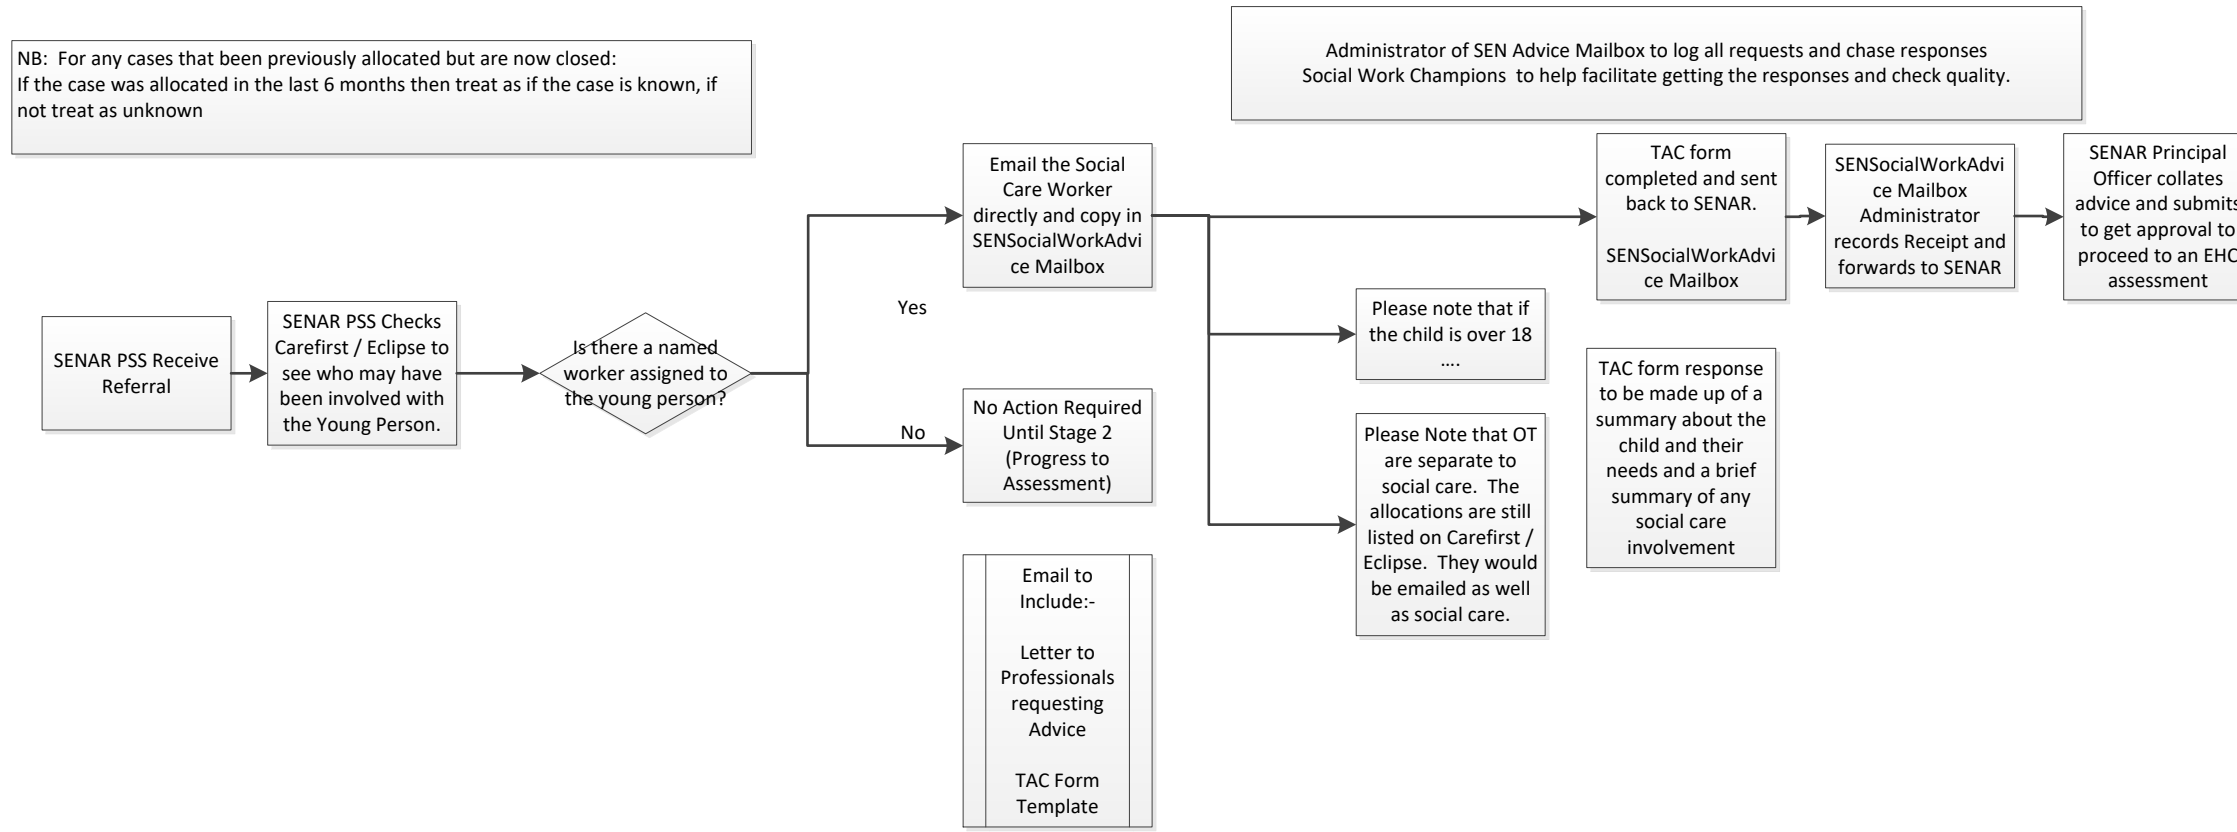 NB:  For any cases that been previously allocated but are now closed:
If the case was allocated in the last 6 months then treat as if the case is known, if
not treat as unknown
Administrator of SEN Advice Mailbox to log all requests and chase responses
Social Work Champions  to help facilitate getting the responses and check quality.
SENAR PSS Receive
Referral
SENAR PSS Checks
Carefirst / Eclipse to
see who may have
been involved with
the Young Person.
Is there a named
worker assigned to
the young person?
Yes
No
Email the Social
Care Worker
directly and copy in
SENSocialWorkAdvi
ce Mailbox
No Action Required
Until Stage 2
(Progress to
Assessment)
Email to
Include:-
Letter to
Professionals
requesting
Advice
TAC Form
Template
Please note that if
the child is over 18
....
Please Note that OT
are separate to
social care.  The
allocations are still
listed on Carefirst /
Eclipse.  They would
be emailed as well
as social care.
TAC form
completed and sent
back to SENAR.
SENSocialWorkAdvi
ce Mailbox
TAC form response
to be made up of a
summary about the
child and their
needs and a brief
summary of any
social care
involvement
SENSocialWorkAdvi
ce Mailbox
Administrator
records Receipt and
forwards to SENAR
SENAR Principal
Officer collates
advice and submits
to get approval to
proceed to an EHC
assessment